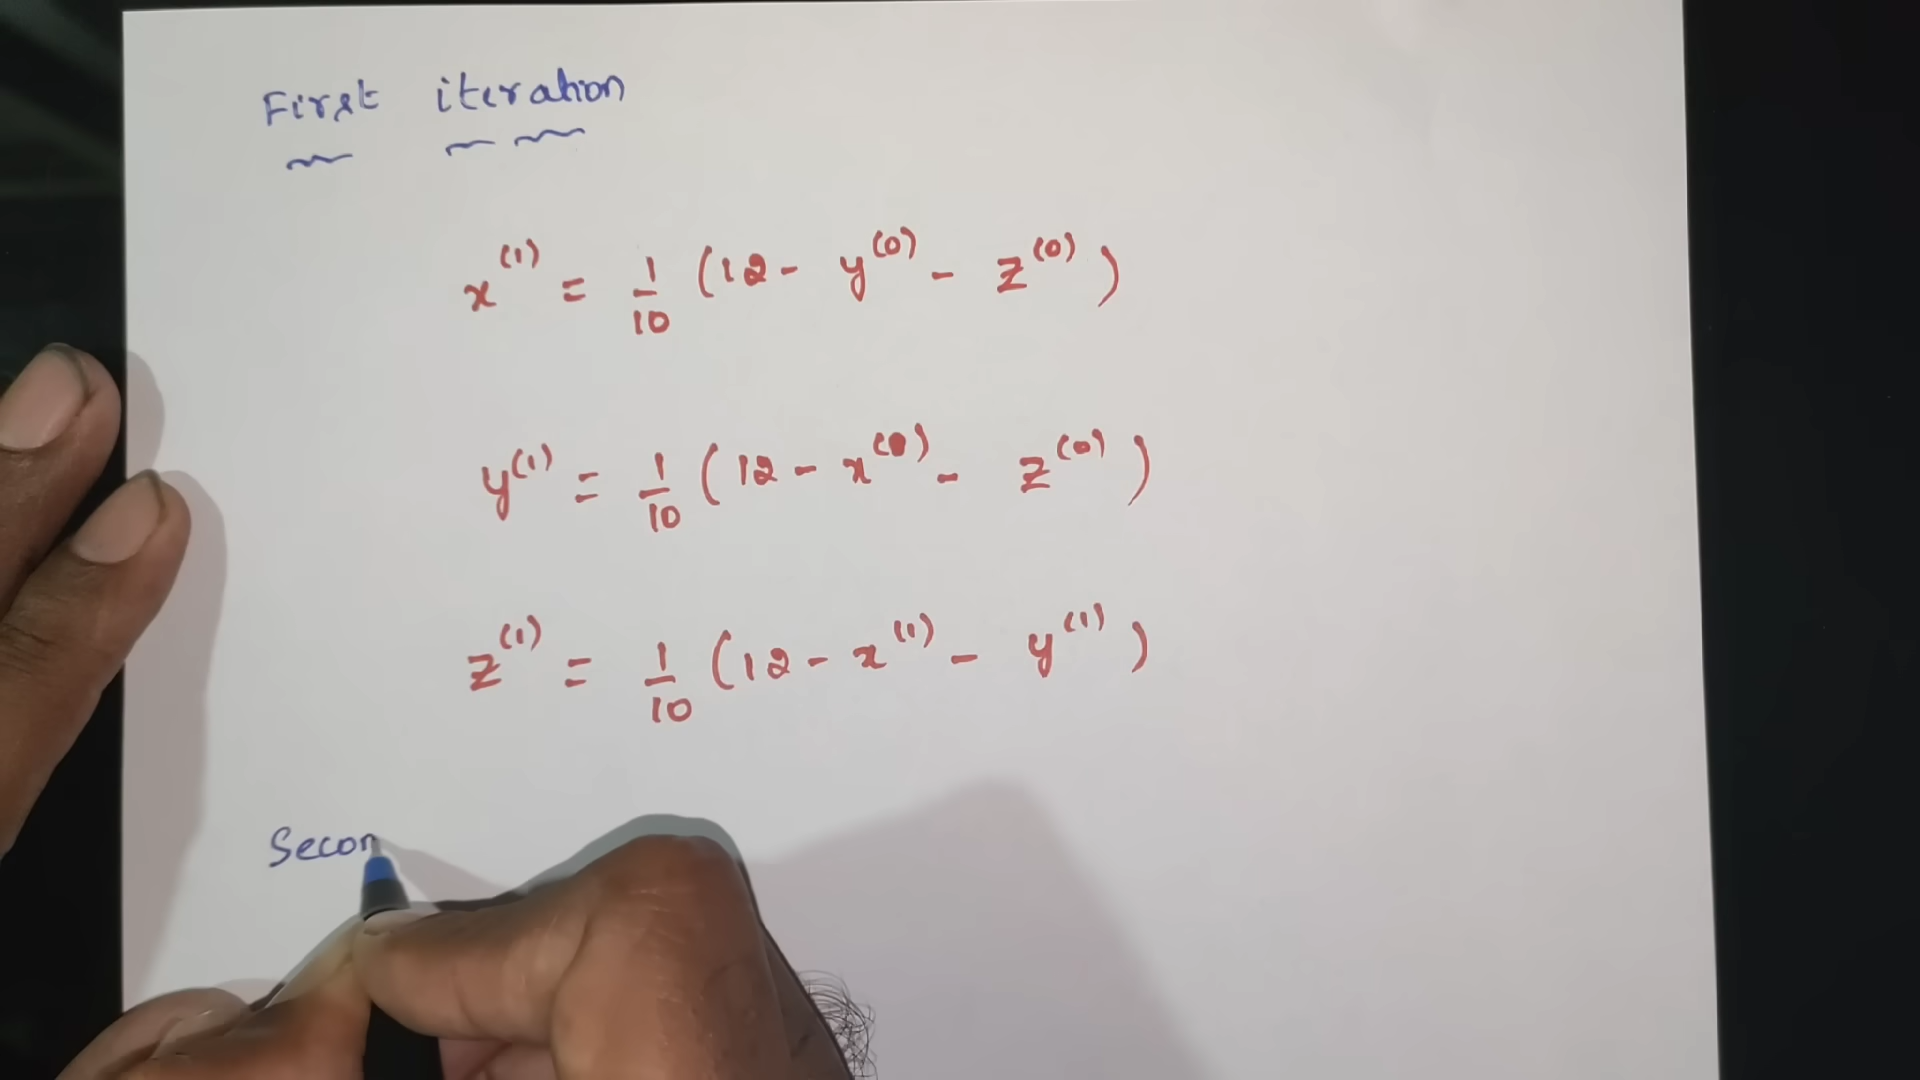 First iteration
x^(1) = 1/10 (12 - y^(0) - z^(0))
y^(1) = 1/10 (12 - x^(0) - z^(0))
z^(1) = 1/10 (12 - x^(1) - y^(1))
Secon